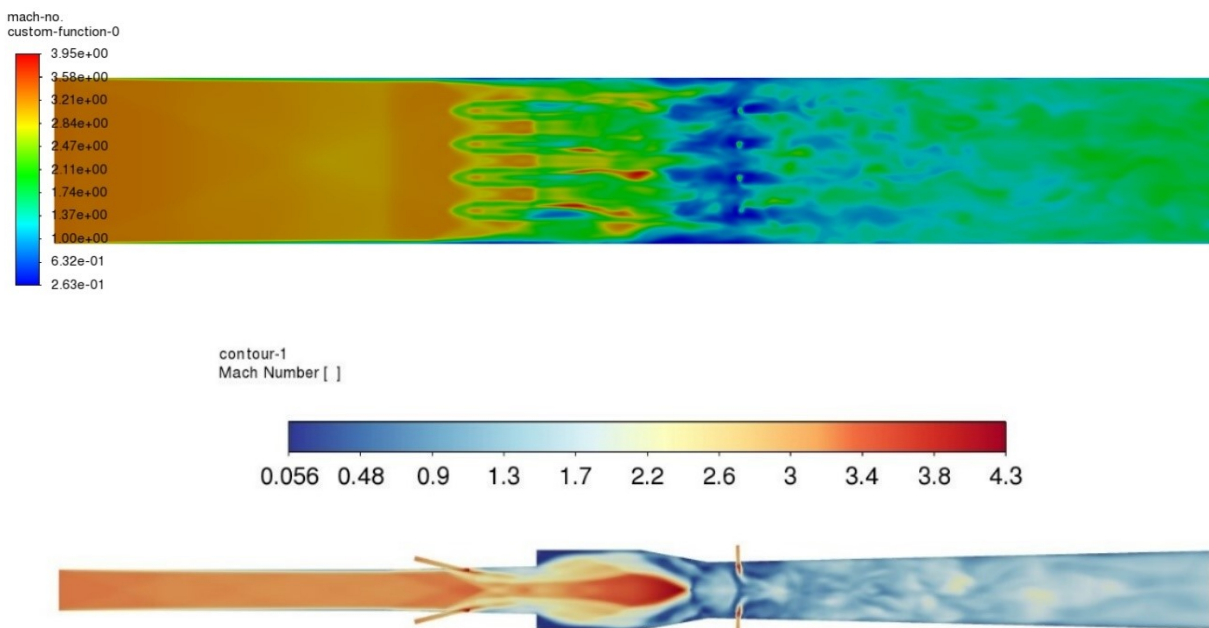 mach-no.
custom-function-0
3.95e+00
3.58e+00
3.21e+00
2.84e+00
2.47e+00
2.11e+00
1.74e+00
1.37e+00
1.00e+00
6.32e-01
2.63e-01
contour-1
Mach Number [ ]
0.056 0.48 0.9 1.3 1.7 2.2 2.6 3 3.4 3.8 4.3